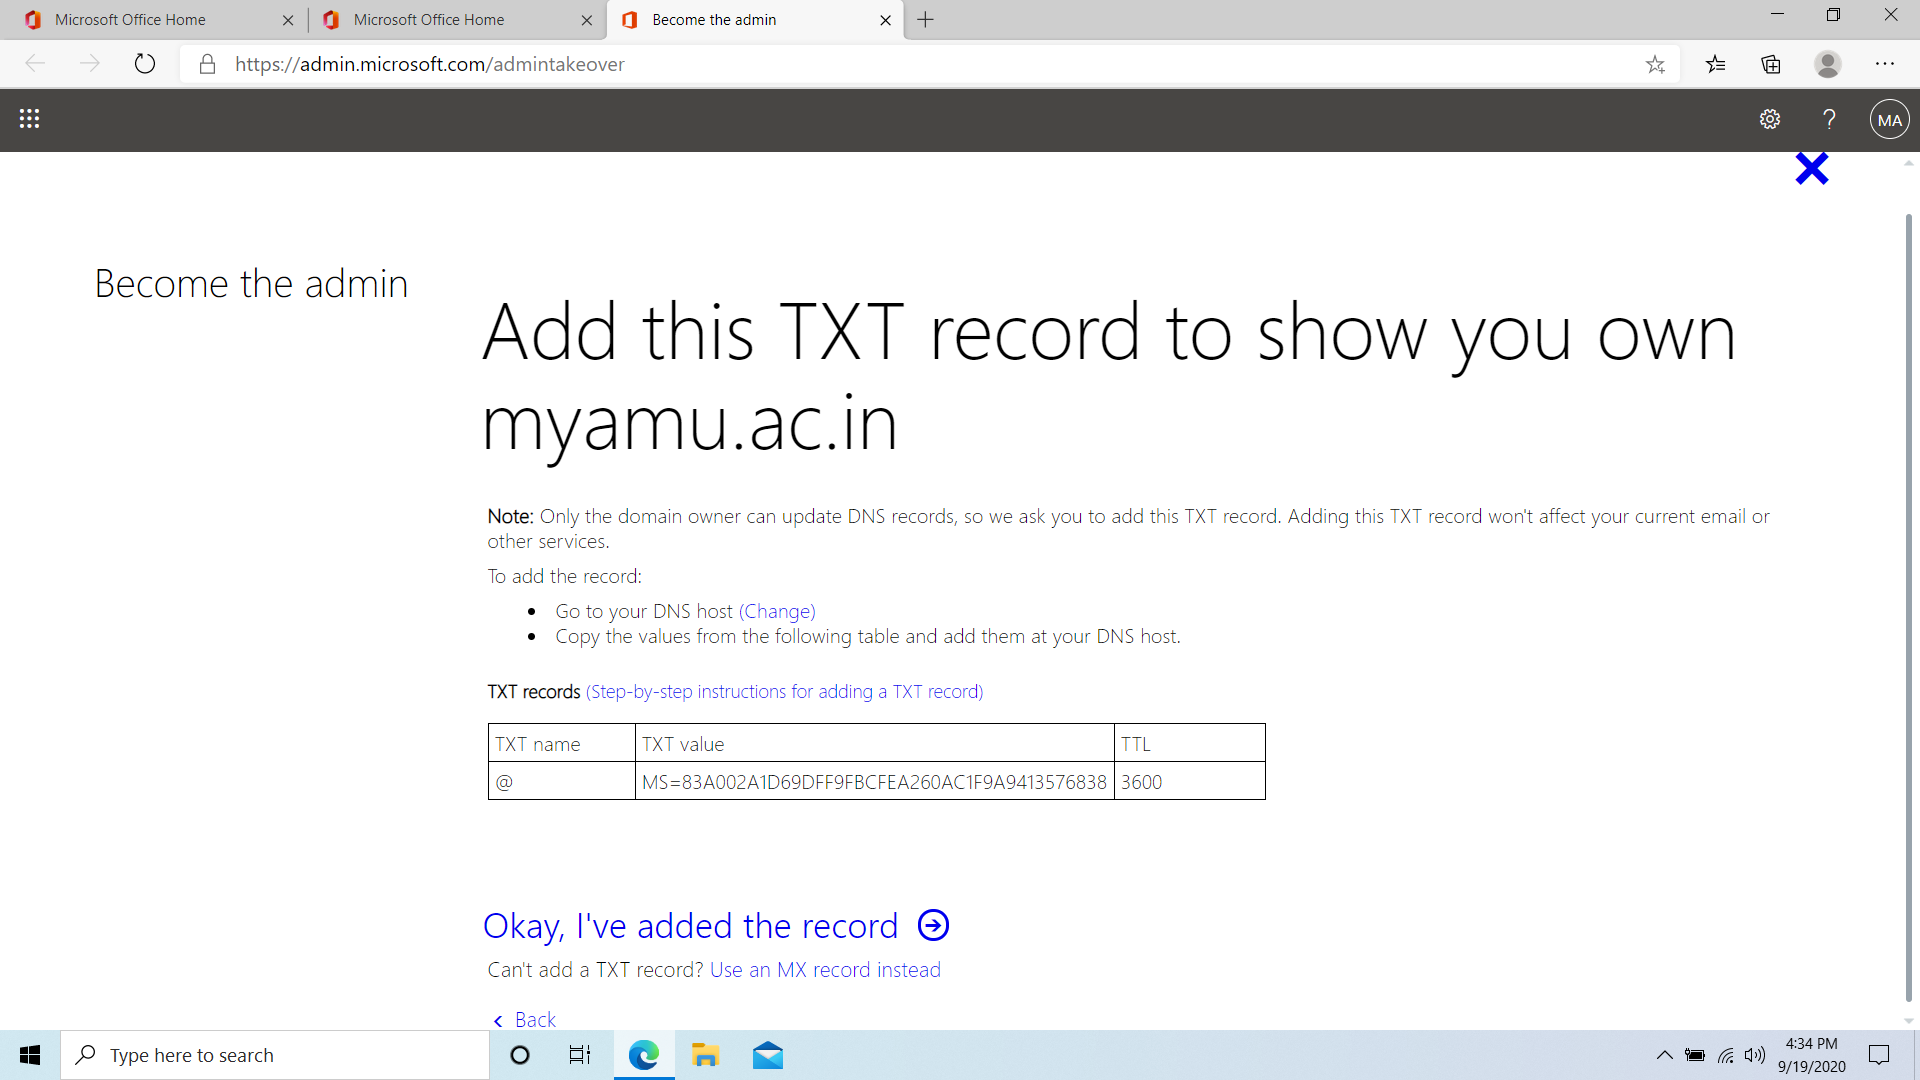 Microsoft Office Home
Microsoft Office Home
Become the admin
https://admin.microsoft.com/admintakeover
?
MA
Become the admin
Add this TXT record to show you own
myamu.ac.in
Note: Only the domain owner can update DNS records, so we ask you to add this TXT record. Adding this TXT record won't affect your current email or
other services.
To add the record:
• Go to your DNS host (Change)
• Copy the values from the following table and add them at your DNS host.
TXT records (Step-by-step instructions for adding a TXT record)
TXT name TXT value TTL
@ MS=83A002A1D69DFF9FBCFEA260AC1F9A9413576838 3600
Okay, I've added the record
Can't add a TXT record? Use an MX record instead
Back
Type here to search
4:34 PM
9/19/2020